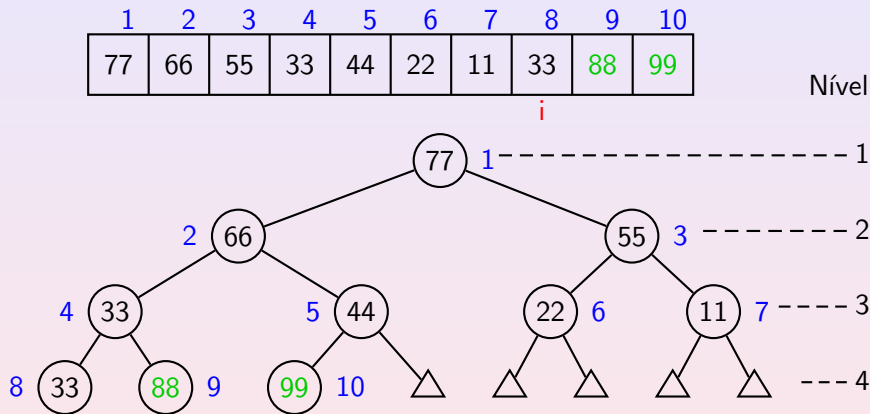 1 2 3 4 5 6 7 8 9 10
77 66 55 33 44 22 11 33 88 99
Nível
i
77 1 1
2 66 55 3 2
4 33 5 44 22 6 11 7 3
8 33 88 9 99 10 4